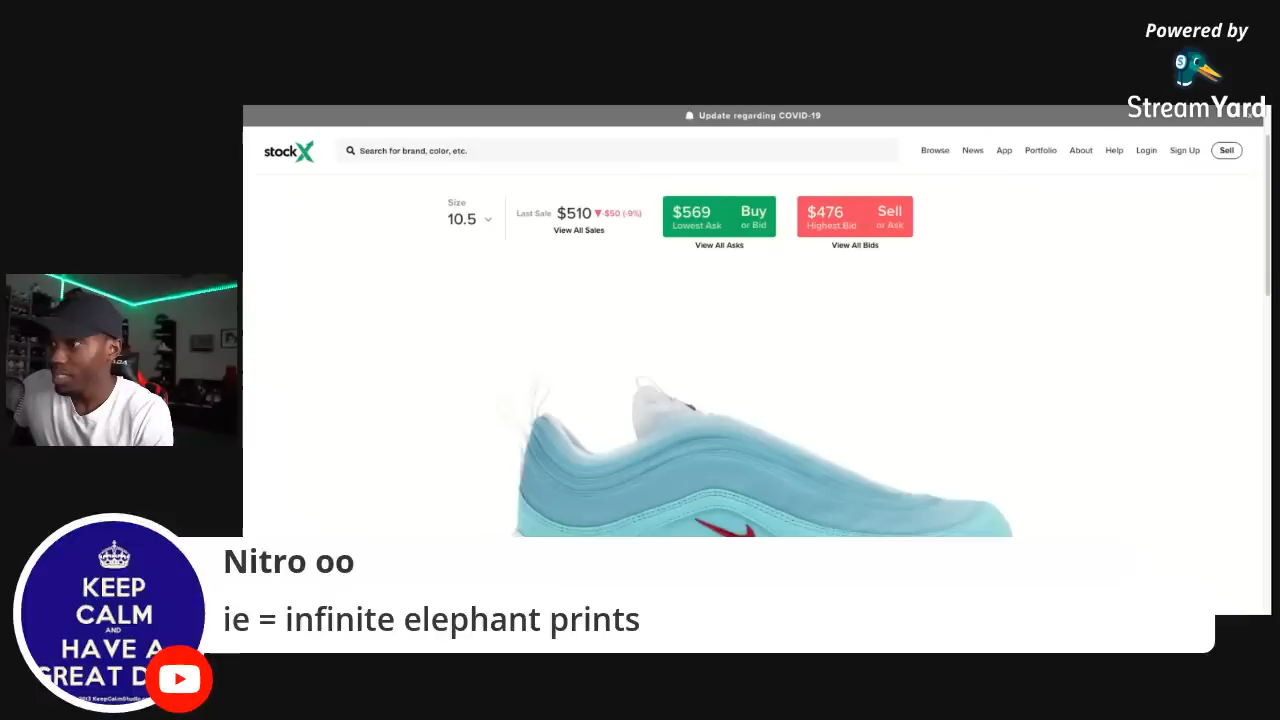 Powered by
StreamYard
Update regarding COVID-19
stockX
Search for brand, color, etc.
Browse News App Portfolio About Help Login Sign Up Sell
Size
10.5
Last Sale $510 ▼-$50 (-9%)
View All Sales
$569 Buy
Lowest Ask or Bid
View All Asks
$476 Sell
Highest Bid or Ask
View All Bids
KEEP
CALM
AND
HAVE A
GREAT D
Nitro oo
ie = infinite elephant prints